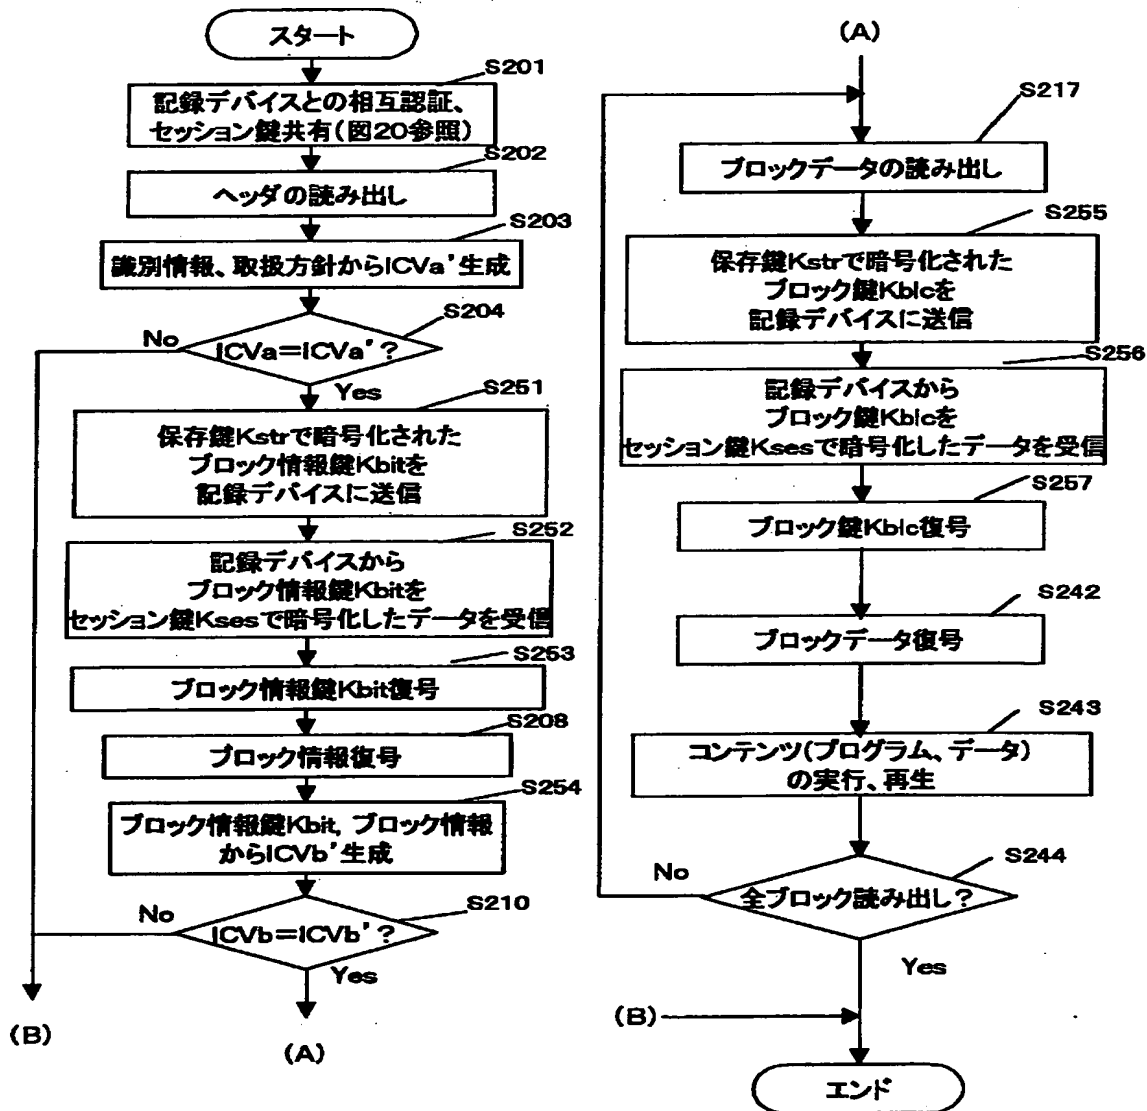 スタート
S201
記録デバイスとの相互認証、
セッション鍵共有(図20参照)
S202
ヘッダの読み出し
S203
識別情報、取扱方針からICVa'生成
S204
No
ICVa=ICVa'?
Yes
S251
保存鍵Kstrで暗号化された
ブロック情報鍵Kbitを
記録デバイスに送信
S252
記録デバイスから
ブロック情報鍵Kbitを
セッション鍵Ksesで暗号化したデータを受信
S253
ブロック情報鍵Kbit復号
S208
ブロック情報復号
S254
ブロック情報鍵Kbit, ブロック情報
からICVb'生成
S210
No
ICVb=ICVb'?
Yes
(B)
(A)
(A)
S217
ブロックデータの読み出し
S255
保存鍵Kstrで暗号化された
ブロック鍵Kblcを
記録デバイスに送信
S256
記録デバイスから
ブロック鍵Kblcを
セッション鍵Ksesで暗号化したデータを受信
S257
ブロック鍵Kblc復号
S242
ブロックデータ復号
S243
コンテンツ(プログラム、データ)
の実行、再生
S244
No
全ブロック読み出し?
Yes
(B)
エンド